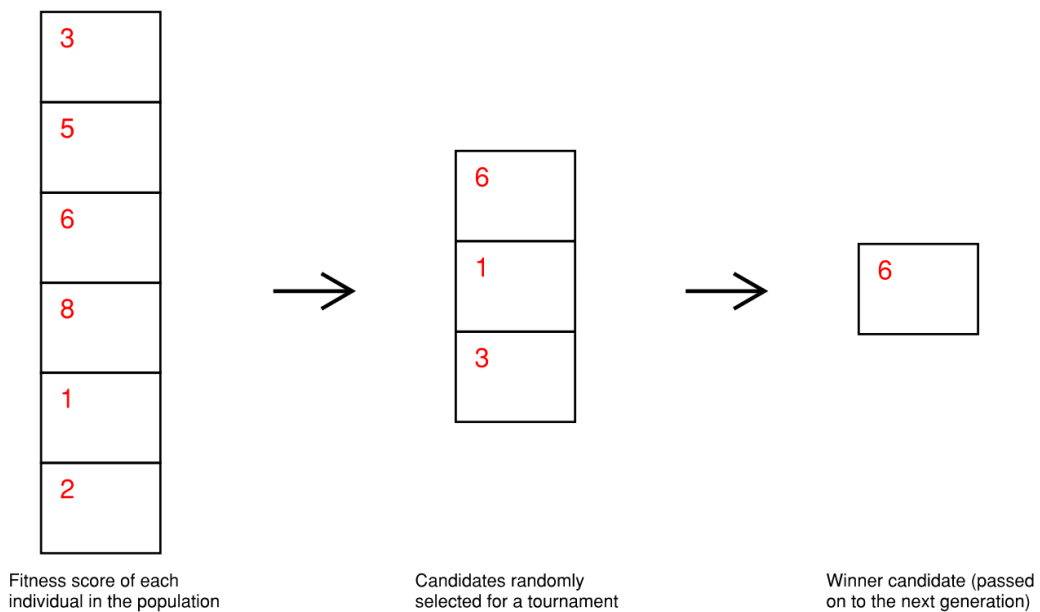 3
5
6
8
1
2
6
1
3
6
Fitness score of each
individual in the population
Candidates randomly
selected for a tournament
Winner candidate (passed
on to the next generation)